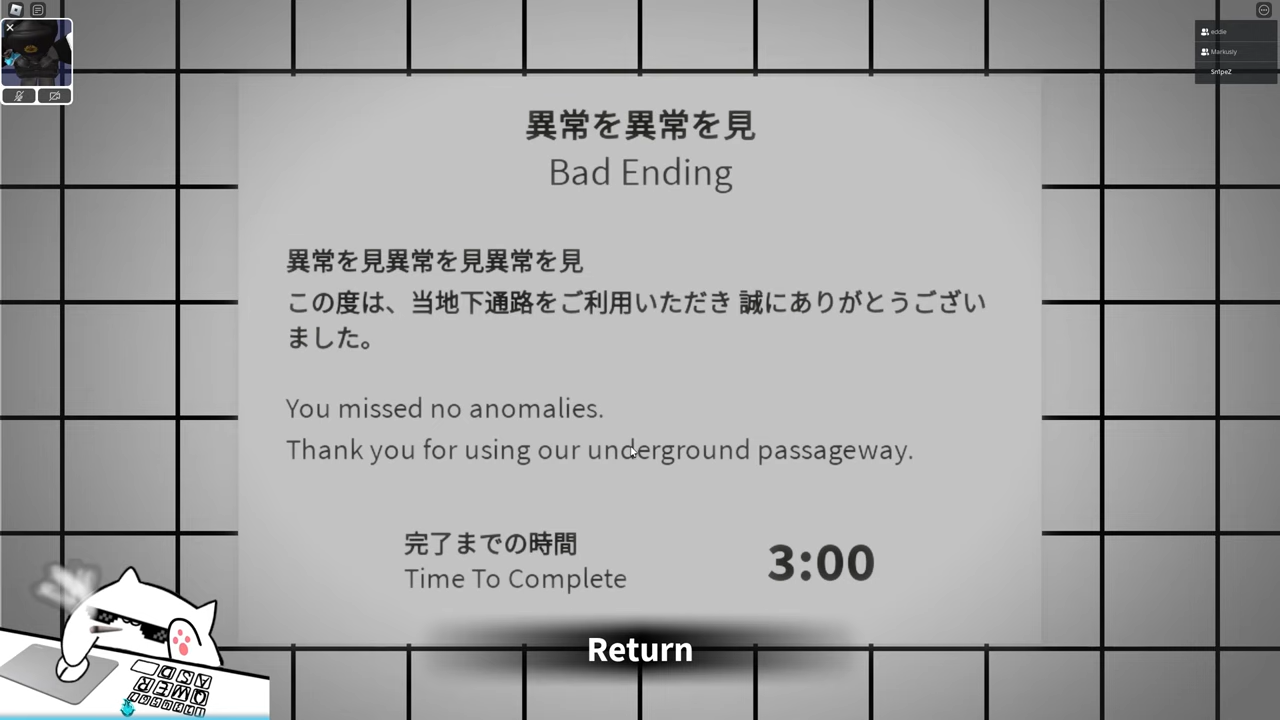 eddie
Markusly
Sn1peZ
異常を異常を見
Bad Ending
異常を見異常を見異常を見
この度は、当地下通路をご利用いただき 誠にありがとうござい
ました。
You missed no anomalies.
Thank you for using our underground passageway.
完了までの時間
Time To Complete
3:00
Return